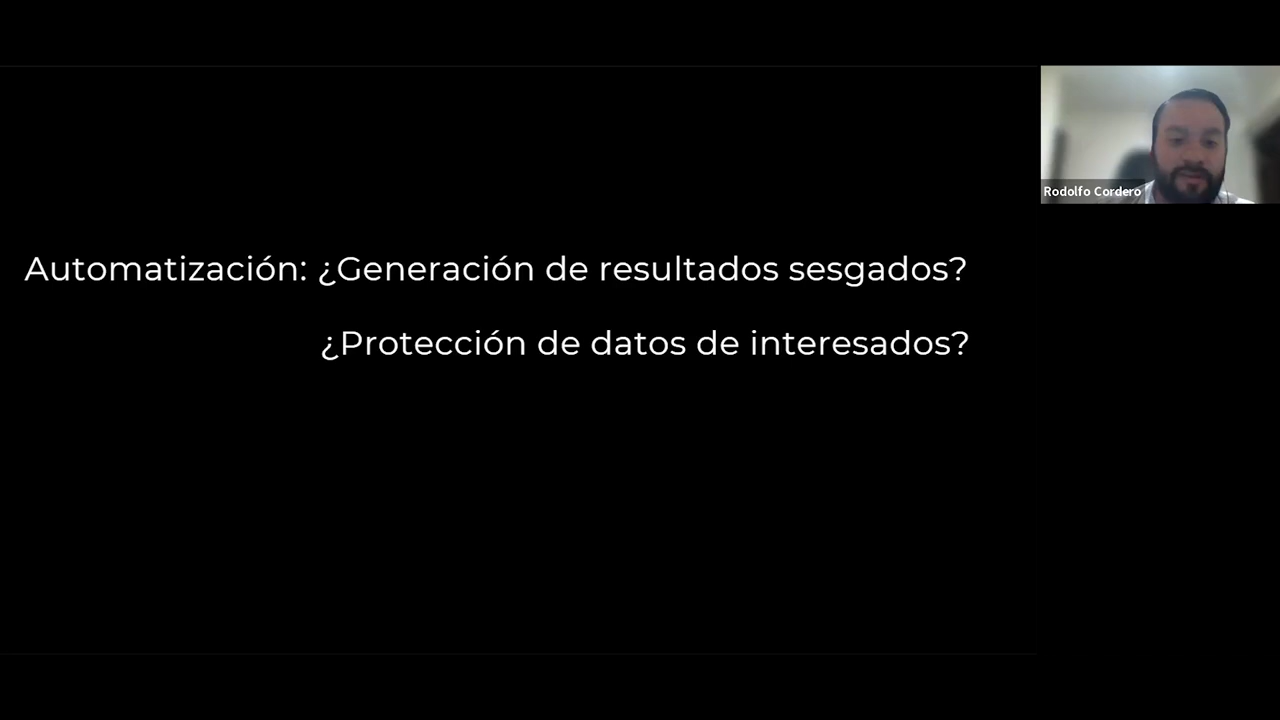 Automatización: ¿Generación de resultados sesgados?
¿Protección de datos de interesados?
Rodolfo Cordero